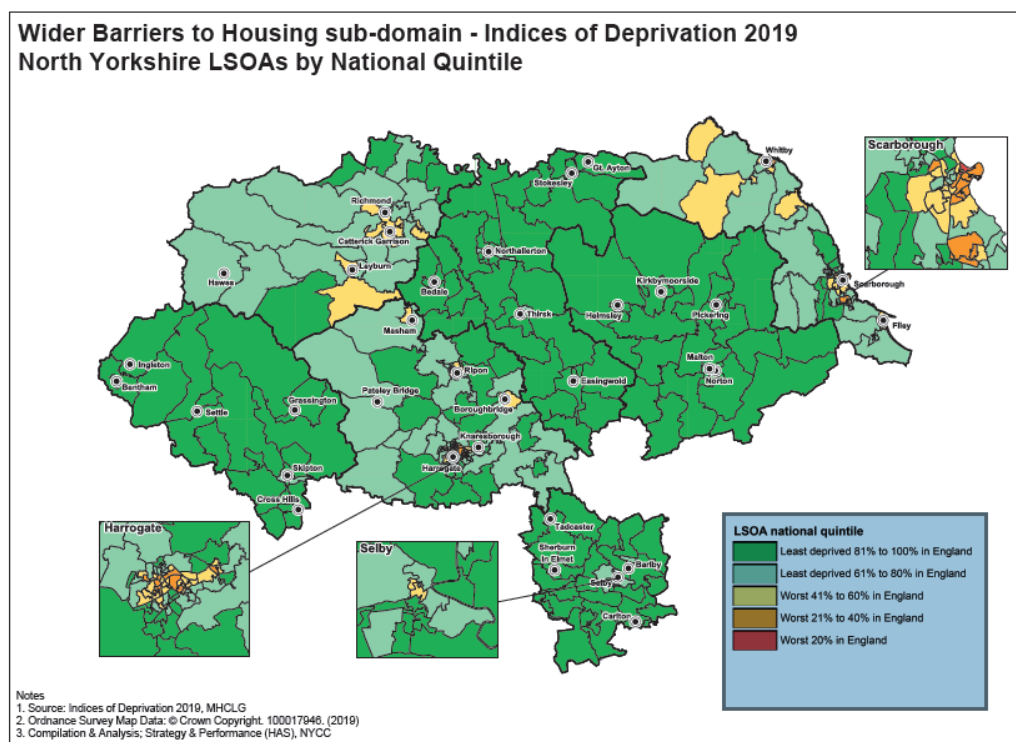 Wider Barriers to Housing sub-domain - Indices of Deprivation 2019
North Yorkshire LSOAs by National Quintile
Scarborough
Whitby
Gt. Ayton
Stokesley
Richmond
Catterick Garrison
Northallerton
Leyburn
Hawes
Bedale
Kirkbymoorside
Scarborough
Masham
Thirsk
Helmsley
Pickering
Filey
Ingleton
Bentham
Ripon
Malton
Norton
Easingwold
Settle
Grassington
Pateley Bridge
Boroughbridge
Knaresborough
Harrogate
Skipton
Cross Hills
Harrogate
Selby
Tadcaster
Sherburn
in Elmet
Barlby
Selby
Carlton
LSOA national quintile
Least deprived 81% to 100% in England
Least deprived 61% to 80% in England
Worst 41% to 60% in England
Worst 21% to 40% in England
Worst 20% in England
Notes
1. Source: Indices of Deprivation 2019, MHCLG
2. Ordnance Survey Map Data: © Crown Copyright. 100017946. (2019)
3. Compilation & Analysis; Strategy & Performance (HAS), NYCC